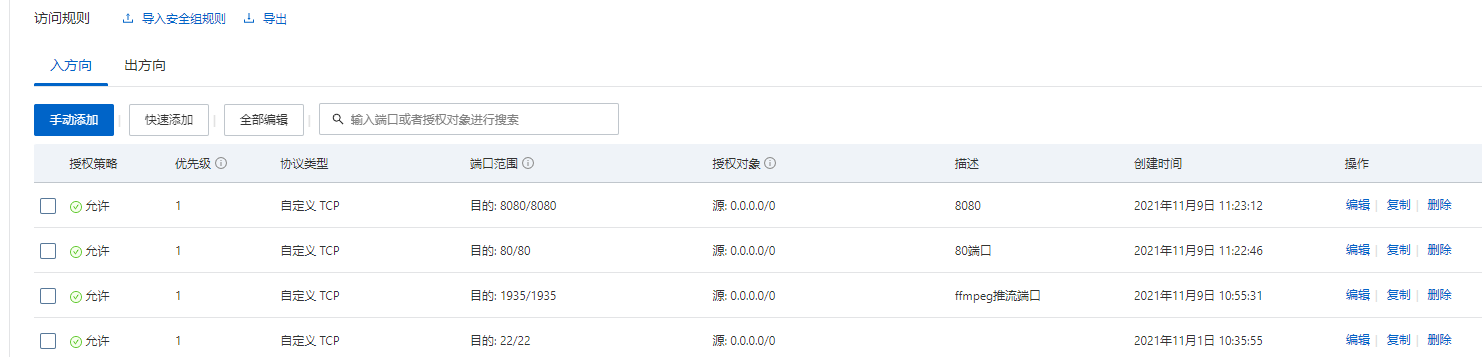 访问规则 导入安全组规则 导出
入方向 出方向
手动添加 快速添加 全部编辑 输入端口或者授权对象进行搜索
授权策略 优先级 协议类型 端口范围 授权对象 描述 创建时间 操作
允许 1 自定义 TCP 目的: 8080/8080 源: 0.0.0.0/0 8080 2021年11月9日 11:23:12 编辑 复制 删除
允许 1 自定义 TCP 目的: 80/80 源: 0.0.0.0/0 80端口 2021年11月9日 11:22:46 编辑 复制 删除
允许 1 自定义 TCP 目的: 1935/1935 源: 0.0.0.0/0 ffmpeg推流端口 2021年11月9日 10:55:31 编辑 复制 删除
允许 1 自定义 TCP 目的: 22/22 源: 0.0.0.0/0 2021年11月1日 10:35:55 编辑 复制 删除